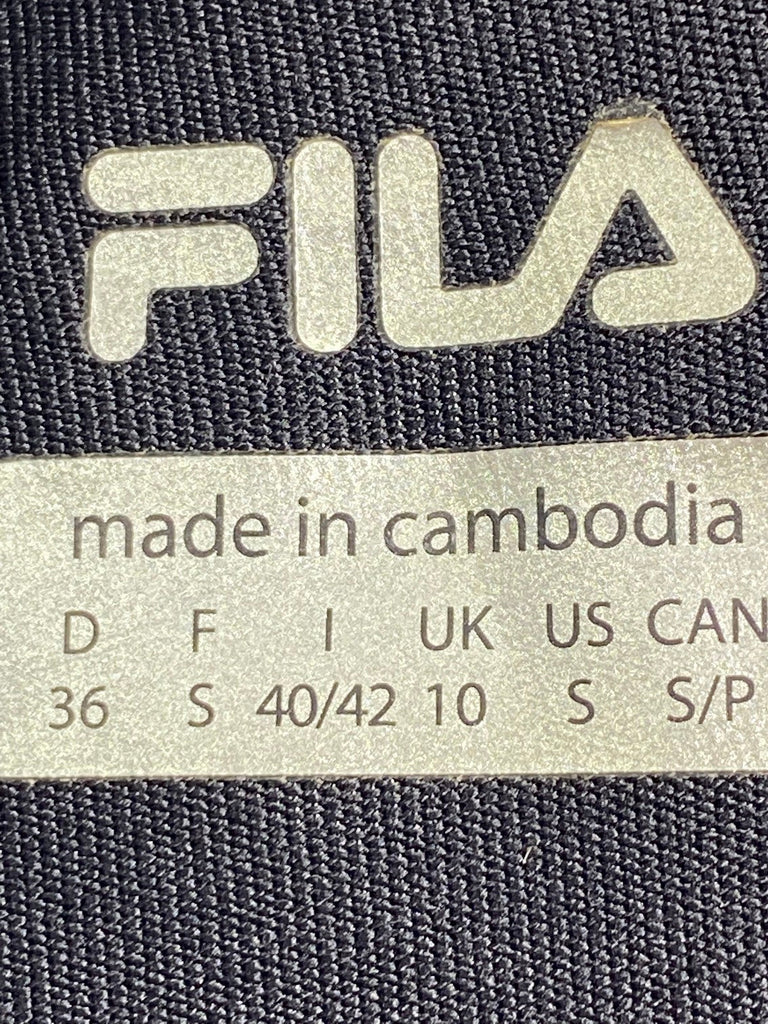 FILA
made in cambodia
D F I UK US CAN
36 S 40/42 10 S S/P